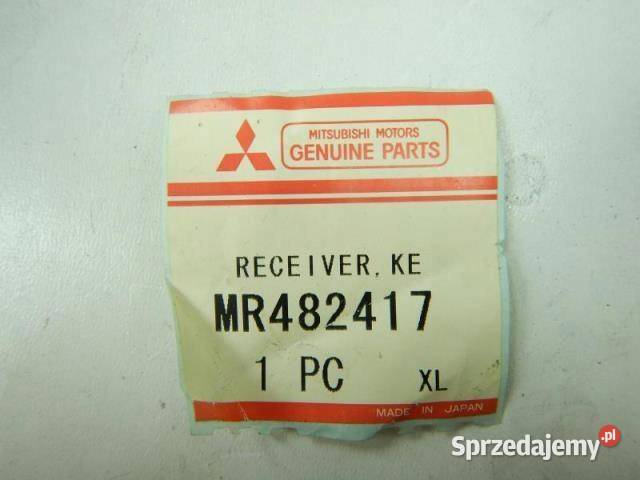 MITSUBISHI MOTORS
GENUINE PARTS
RECEIVER, KE
MR482417
1 PC XL
MADE IN JAPAN
Sprzedajemy.pl